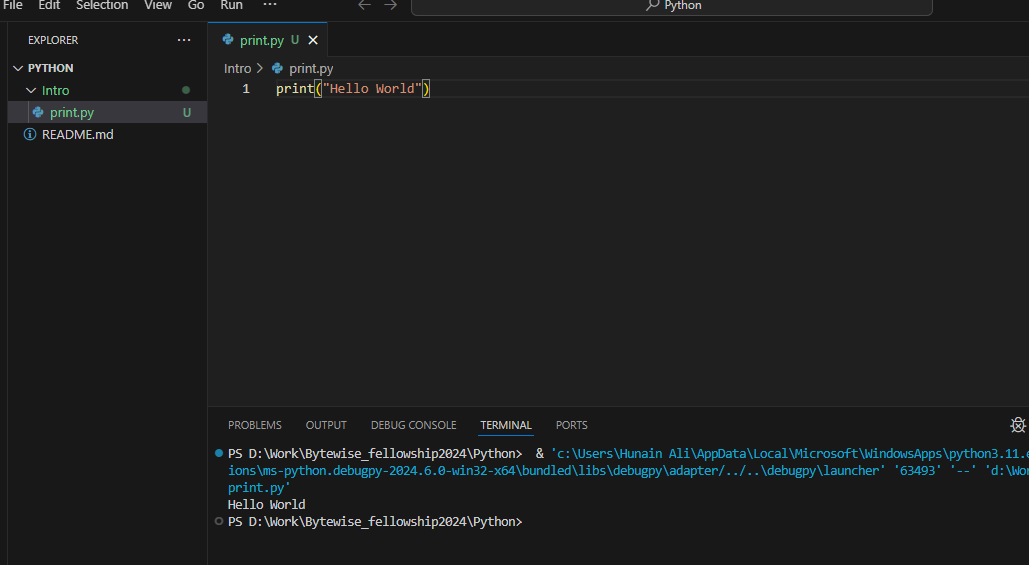 File Edit Selection View Go Run ···
Python
EXPLORER ···
PYTHON
Intro
print.py U
README.md
print.py U
Intro > print.py
1 print("Hello World")
PROBLEMS OUTPUT DEBUG CONSOLE TERMINAL PORTS
PS D:\Work\Bytewise_fellowship2024\Python>  & 'c:\Users\Hunain Ali\AppData\Local\Microsoft\WindowsApps\python3.11.e
ions\ms-python.debugpy-2024.6.0-win32-x64\bundled\libs\debugpy\adapter/../..\debugpy\launcher' '63493' '--' 'd:\Wor
print.py'
Hello World
PS D:\Work\Bytewise_fellowship2024\Python>